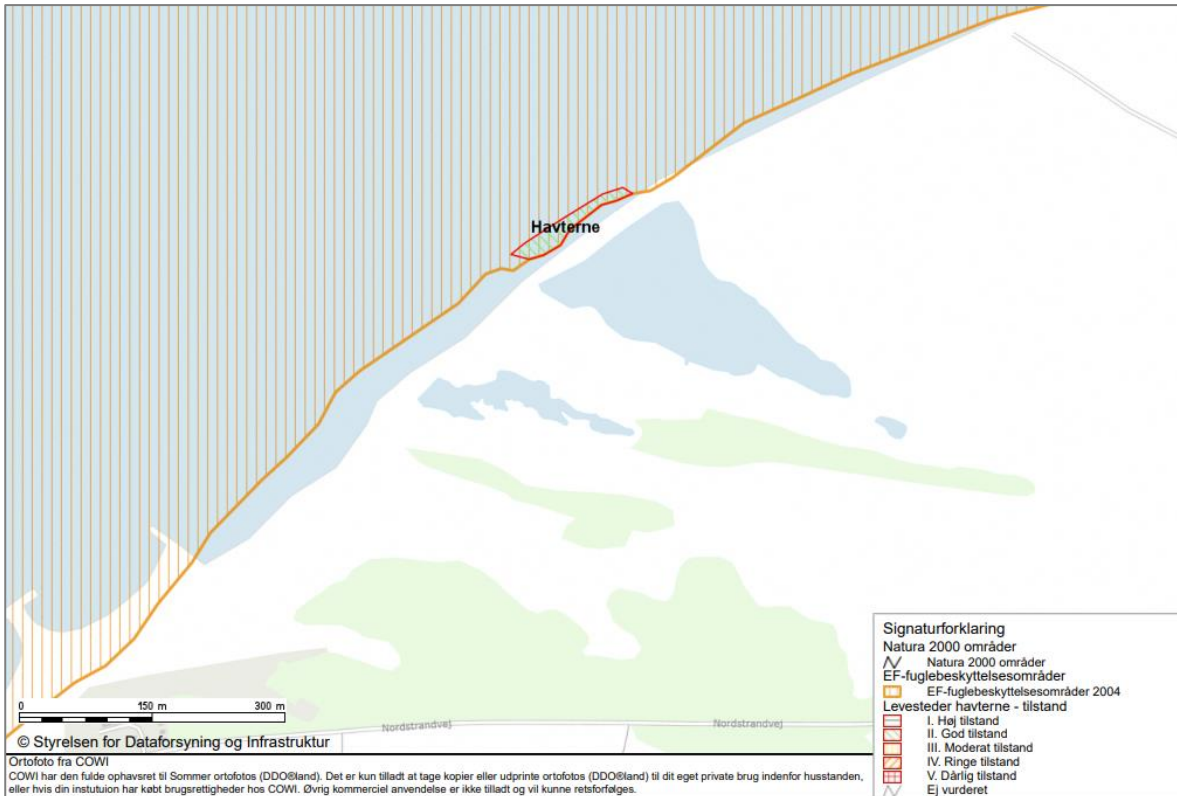 Havterne
Signaturforklaring
Natura 2000 områder
Natura 2000 områder
EF-fuglebeskyttelsesområder
EF-fuglebeskyttelsesområder 2004
Levesteder havterne - tilstand
I. Høj tilstand
II. God tilstand
III. Moderat tilstand
IV. Ringe tilstand
V. Dårlig tilstand
Ej vurderet
0 150 m 300 m
Nordstrandvej
Nordstrandvej
© Styrelsen for Dataforsyning og Infrastruktur
Ortofoto fra COWI
COWI har den fulde ophavsret til Sommer ortofotos (DDO®land). Det er kun tilladt at tage kopier eller udprinte ortofotos (DDO®land) til dit eget private brug indenfor husstanden,
eller hvis din instutuion har købt brugsrettigheder hos COWI. Øvrig kommerciel anvendelse er ikke tilladt og vil kunne retsforfølges.